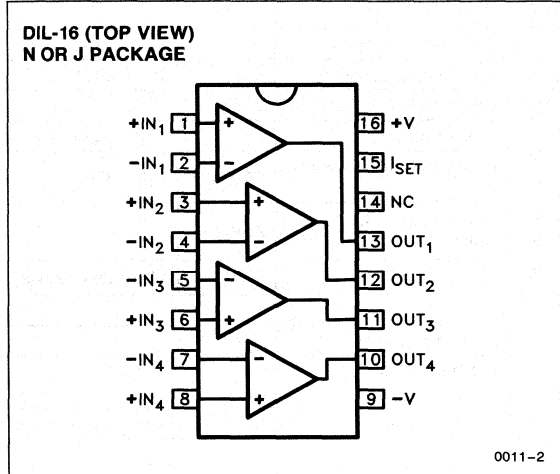 DIL-16 (TOP VIEW)
N OR J PACKAGE
+IN₁ 1 + 16 +V
-IN₁ 2 - 15 I_SET
+IN₂ 3 + 14 NC
-IN₂ 4 - 13 OUT₁
-IN₃ 5 - 12 OUT₂
+IN₃ 6 + 11 OUT₃
-IN₄ 7 - 10 OUT₄
+IN₄ 8 + 9 -V
0011-2